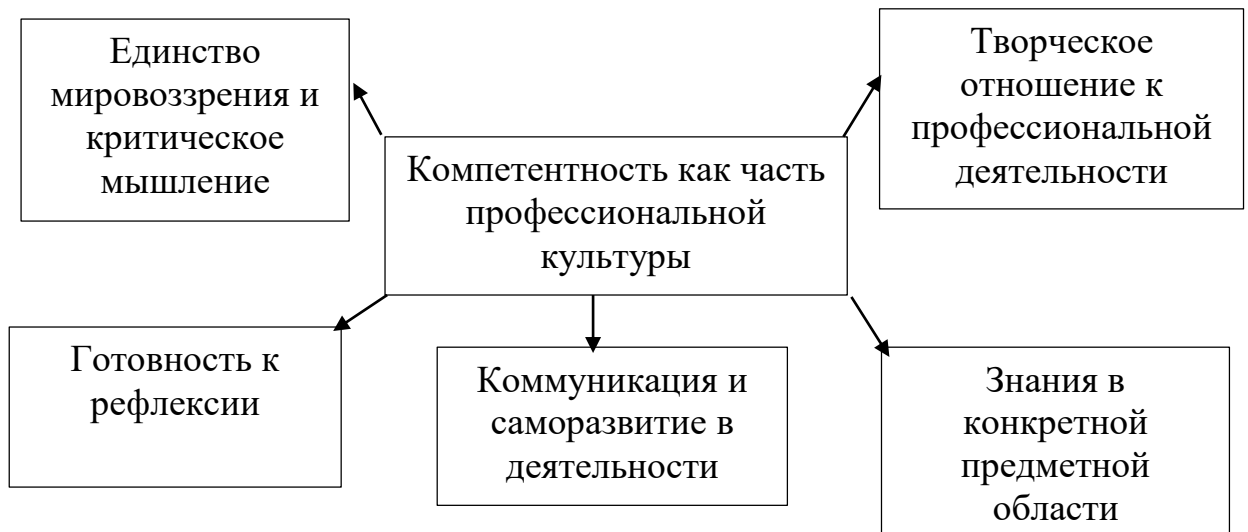 Единство
мировоззрения и
критическое
мышление
Творческое
отношение к
профессиональной
деятельности
Компетентность как часть
профессиональной
культуры
Готовность к
рефлексии
Коммуникация и
саморазвитие в
деятельности
Знания в
конкретной
предметной
области